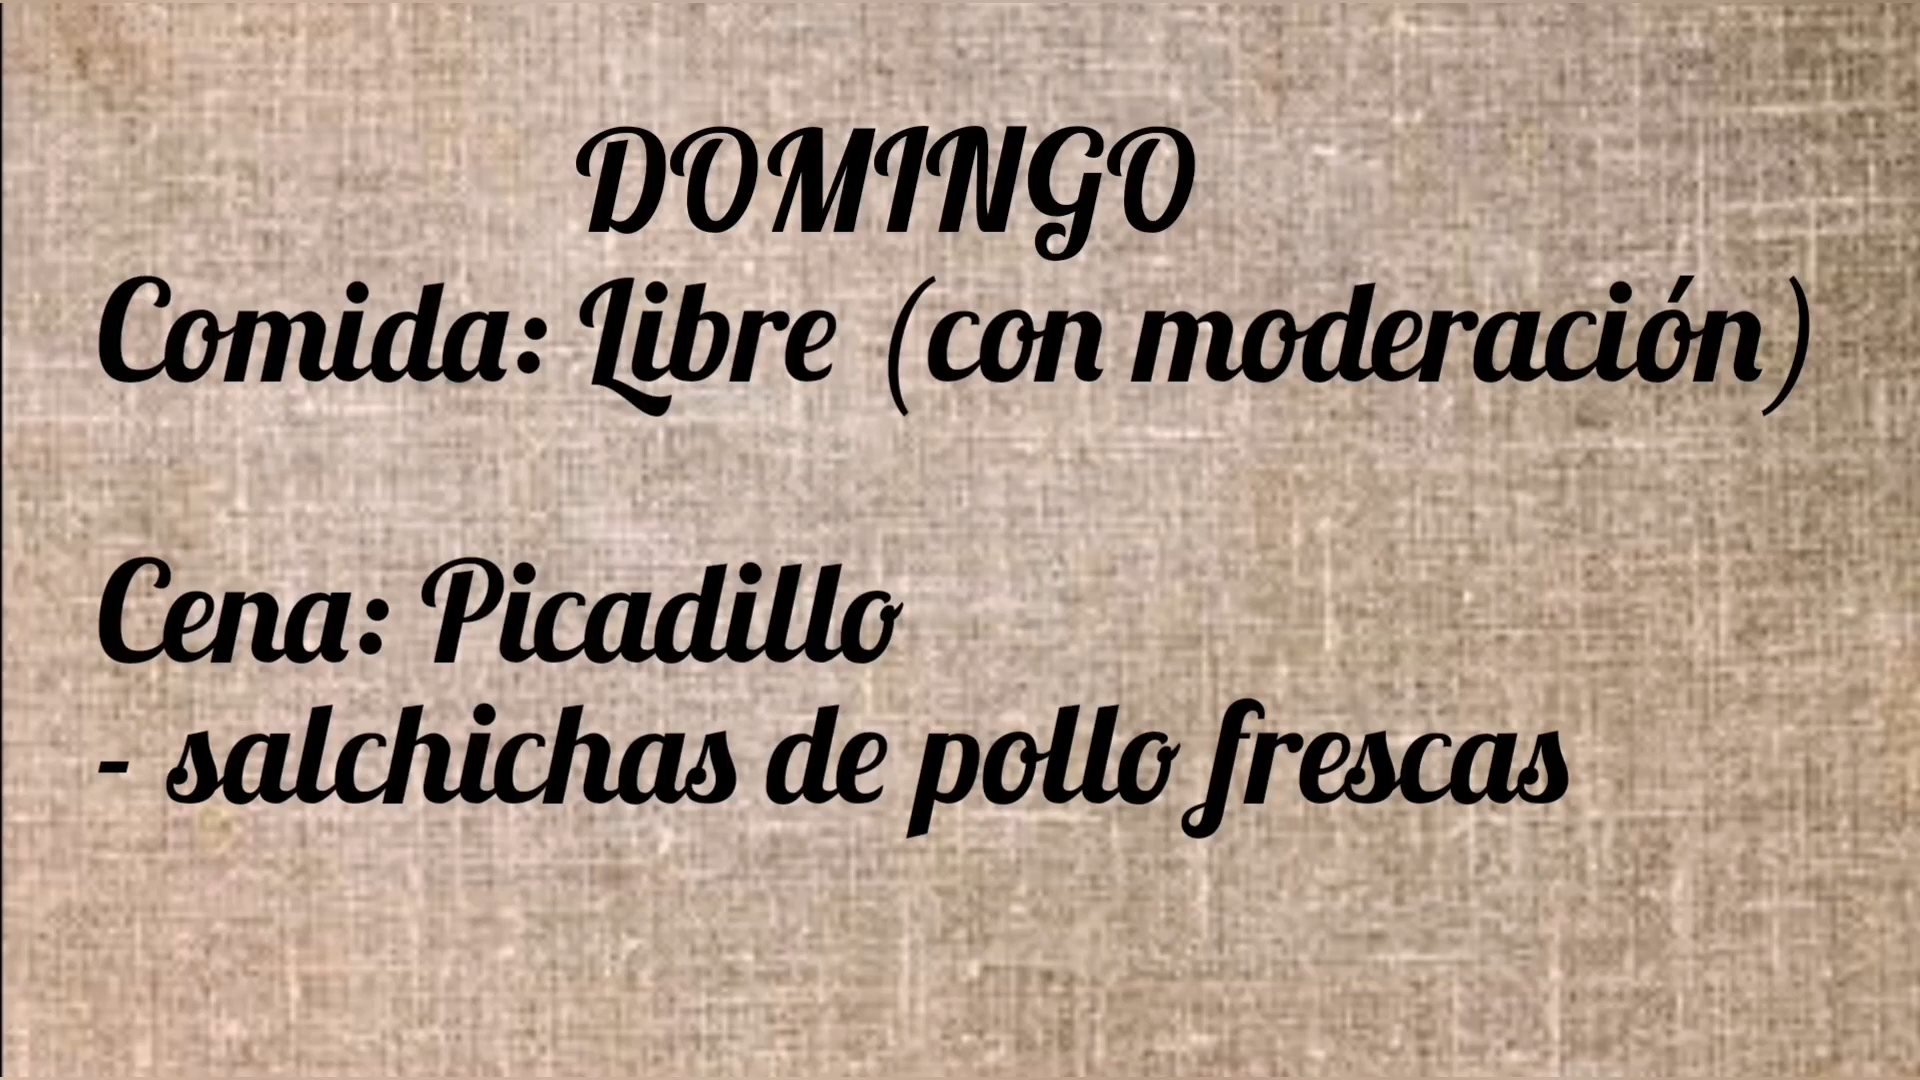 DOMINGO
Comida: Libre (con moderación)
Cena: Picadillo
- salchichas de pollo frescas